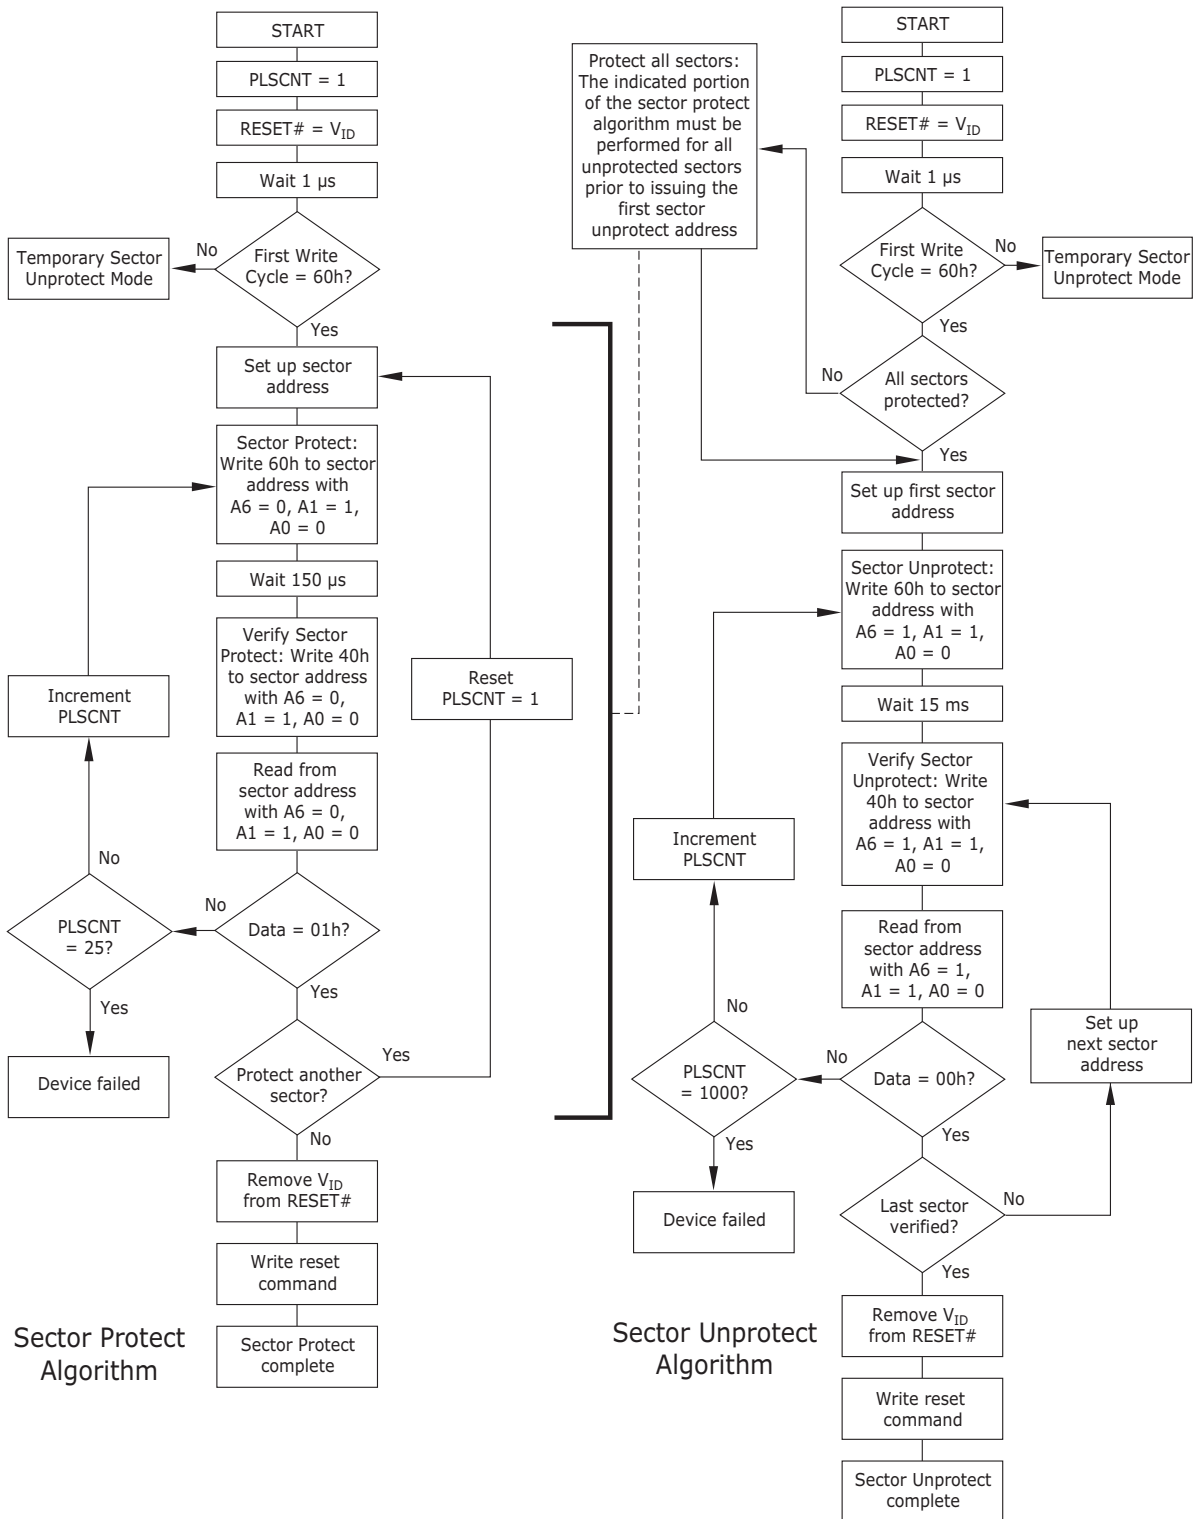 START
PLSCNT = 1
RESET# = VID
Wait 1 µs
First Write
Cycle = 60h?
No
Temporary Sector
Unprotect Mode
Yes
Set up sector
address
Sector Protect:
Write 60h to sector
address with
A6 = 0, A1 = 1,
A0 = 0
Wait 150 µs
Verify Sector
Protect: Write 40h
to sector address
with A6 = 0,
A1 = 1, A0 = 0
Increment
PLSCNT
Reset
PLSCNT = 1
Read from
sector address
with A6 = 0,
A1 = 1, A0 = 0
No
PLSCNT
= 25?
No
Data = 01h?
Yes
Yes
Device failed
Protect another
sector?
Yes
No
Remove VID
from RESET#
Write reset
command
Sector Protect
complete
Sector Protect
Algorithm
Protect all sectors:
The indicated portion
of the sector protect
algorithm must be
performed for all
unprotected sectors
prior to issuing the
first sector
unprotect address
START
PLSCNT = 1
RESET# = VID
Wait 1 µs
First Write
Cycle = 60h?
No
Temporary Sector
Unprotect Mode
Yes
No
All sectors
protected?
Yes
Set up first sector
address
Sector Unprotect:
Write 60h to sector
address with
A6 = 1, A1 = 1,
A0 = 0
Wait 15 ms
Verify Sector
Unprotect: Write
40h to sector
address with
A6 = 1, A1 = 1,
A0 = 0
Increment
PLSCNT
Read from
sector address
with A6 = 1,
A1 = 1, A0 = 0
No
Set up
next sector
address
PLSCNT
= 1000?
No
Data = 00h?
Yes
Yes
Device failed
Last sector
verified?
No
Yes
Remove VID
from RESET#
Write reset
command
Sector Unprotect
complete
Sector Unprotect
Algorithm